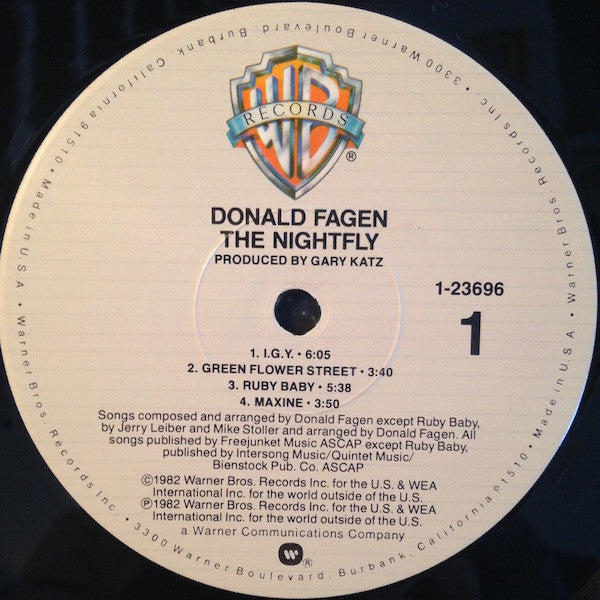 WB
RECORDS
®
DONALD FAGEN
THE NIGHTFLY
PRODUCED BY GARY KATZ
1-23696
1
1. I.G.Y. • 6:05
2. GREEN FLOWER STREET • 3:40
3. RUBY BABY • 5:38
4. MAXINE • 3:50
Songs composed and arranged by Donald Fagen except Ruby Baby,
by Jerry Leiber and Mike Stoller and arranged by Donald Fagen. All
songs published by Freejunket Music ASCAP except Ruby Baby,
published by Intersong Music/Quintet Music/
Bienstock Pub. Co. ASCAP
©1982 Warner Bros. Records Inc. for the U.S. & WEA
International Inc. for the world outside of the U.S.
℗1982 Warner Bros. Records Inc. for the U.S. & WEA
International Inc. for the world outside of the U.S.
a Warner Communications Company
®
Warner Bros. Records Inc. • 3300 Warner Boulevard, Burbank, California 91510 • Made in U.S.A. • Warner Bros. Records Inc. • 3300 Warner Boulevard, Burbank, California 91510 • Made in U.S.A. •